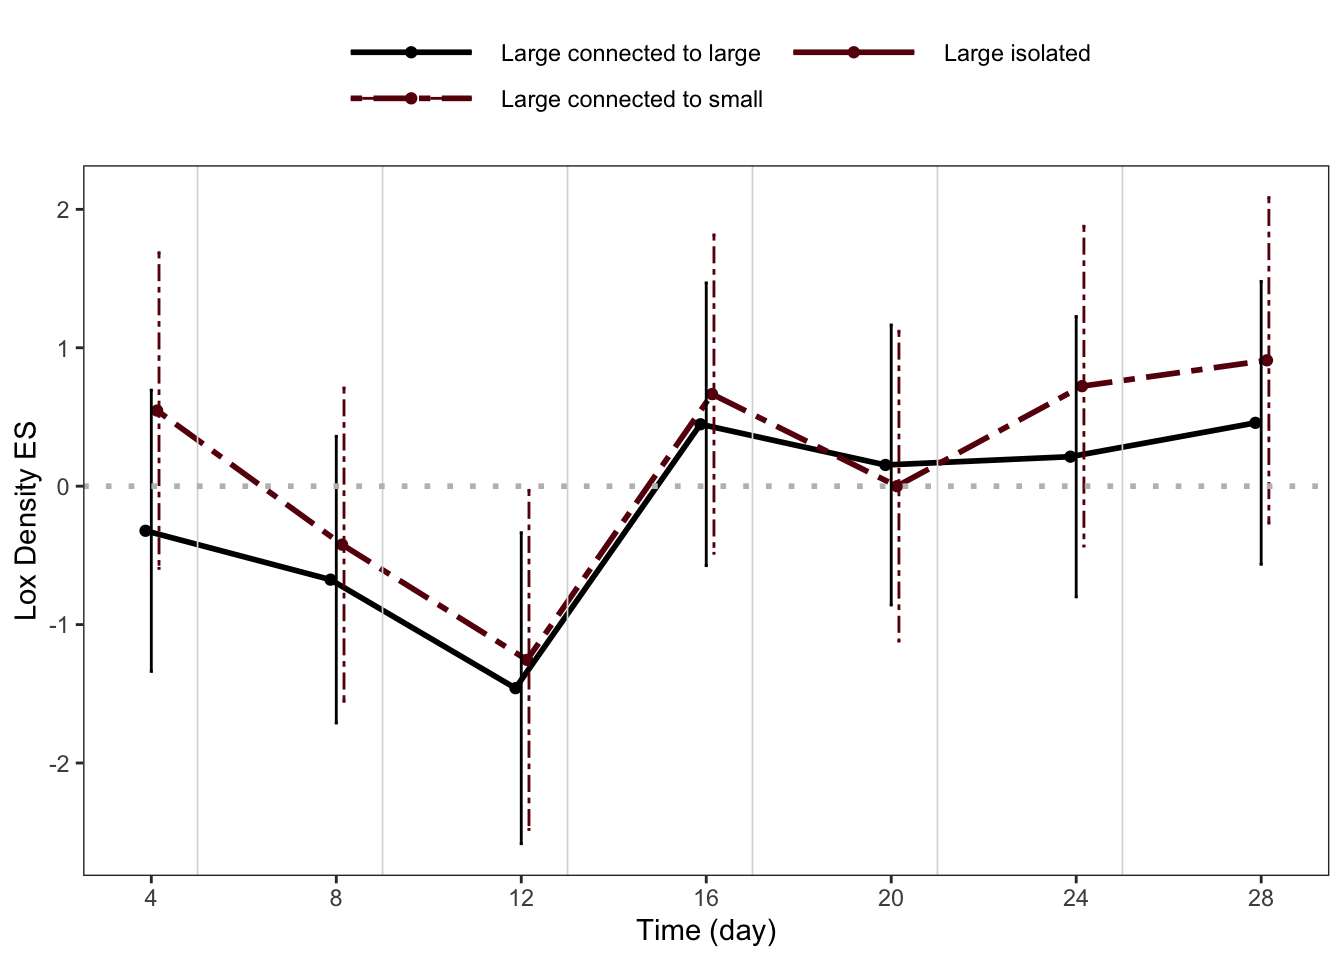 Large connected to large Large isolated
Large connected to small
2
1
0
-1
-2
Lox Density ES
4 8 12 16 20 24 28
Time (day)